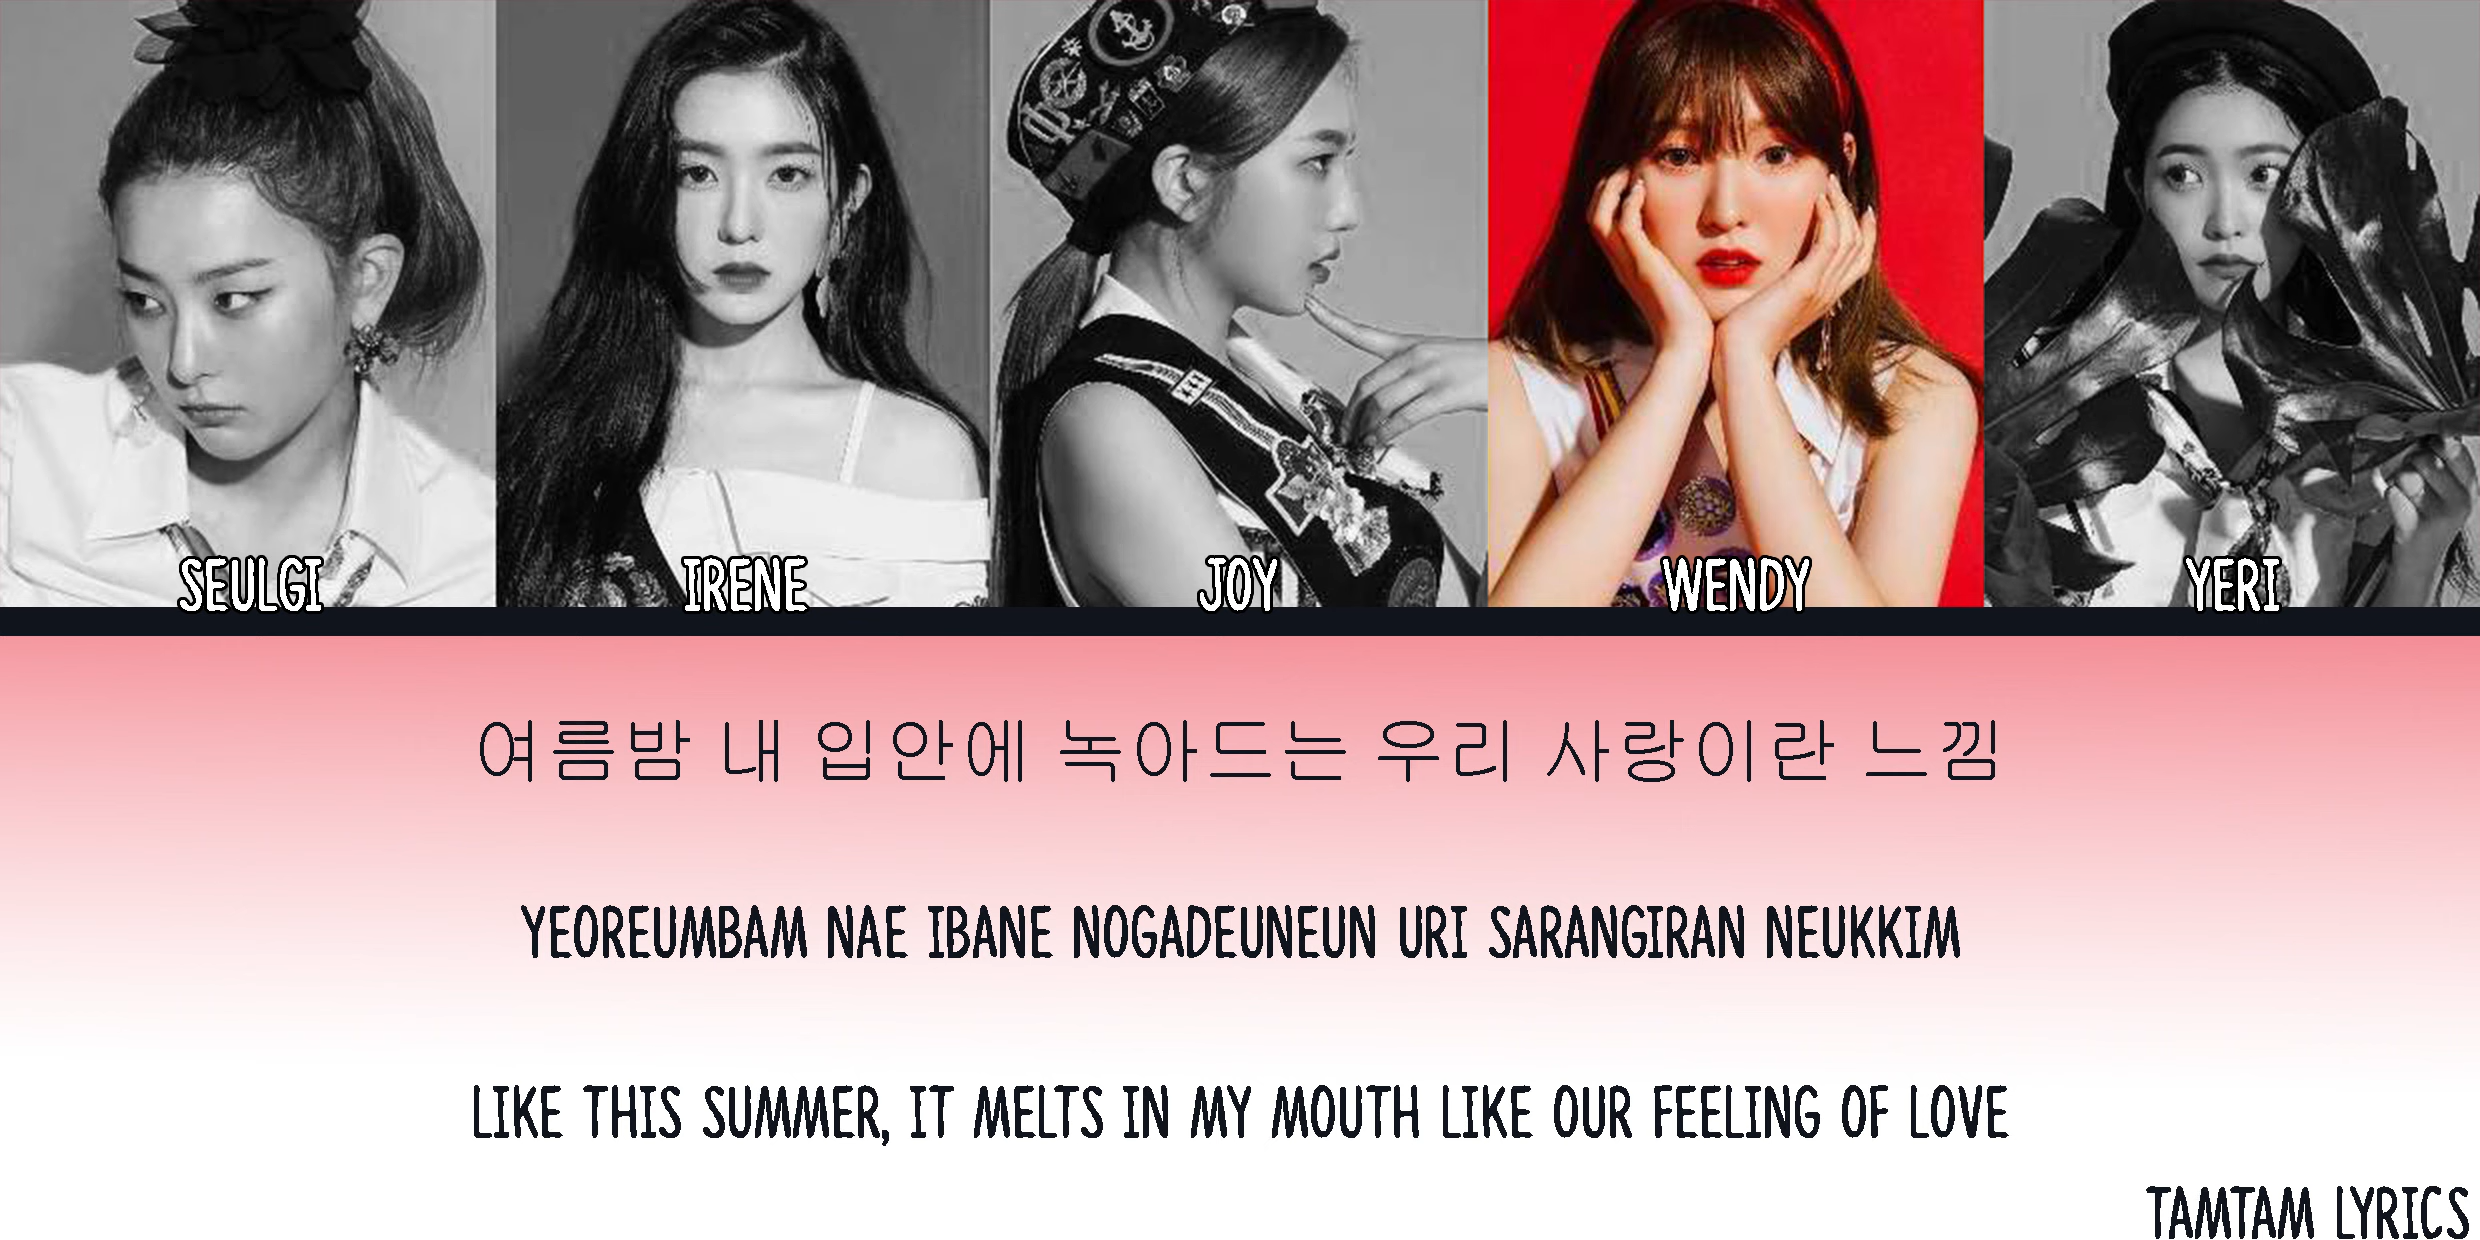 SEULGI
IRENE
JOY
WENDY
YERI
여름밤 내 입안에 녹아드는 우리 사랑이란 느낌
YEOREUMBAM NAE IBANE NOGADEUNEUN URI SARANGIRAN NEUKKIM
LIKE THIS SUMMER, IT MELTS IN MY MOUTH LIKE OUR FEELING OF LOVE
TAMTAM LYRICS